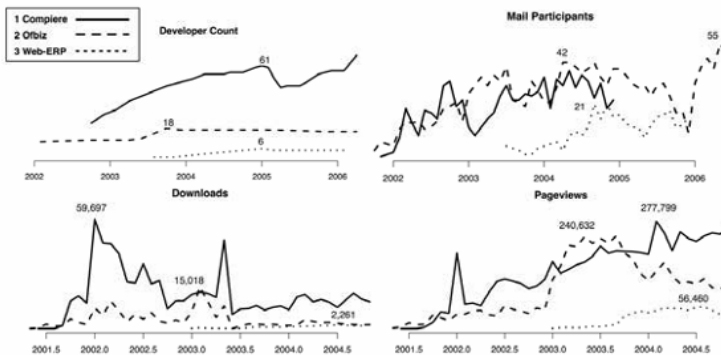 1 Compiere
2 Ofbiz
3 Web-ERP
Developer Count
61
18
6
2002 2003 2004 2005 2006
Mail Participants
55
42
21
2002 2003 2004 2005 2006
Downloads
59,697
15,018
2,261
2001.5 2002.0 2002.5 2003.0 2003.5 2004.0 2004.5
Pageviews
277,799
240,632
56,460
2001.5 2002.0 2002.5 2003.0 2003.5 2004.0 2004.5